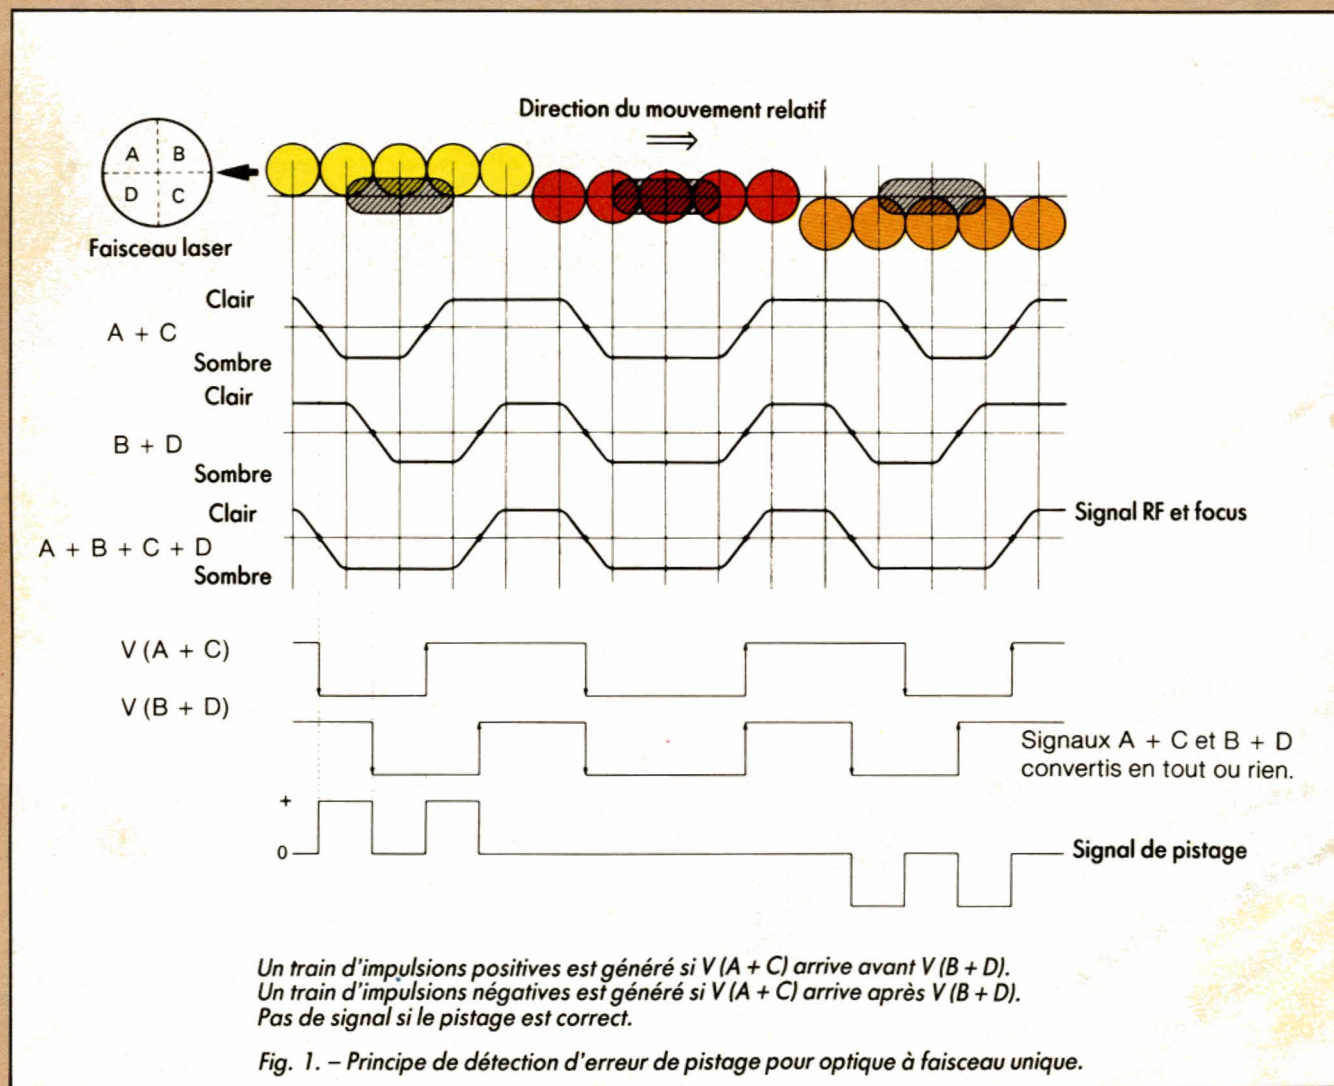 Direction du mouvement relatif
A B
D C
Faisceau laser
Clair
A + C
Sombre
Clair
B + D
Sombre
Clair
Signal RF et focus
A + B + C + D
Sombre
V (A + C)
V (B + D)
Signaux A + C et B + D
convertis en tout ou rien.
+
0
Signal de pistage
Un train d'impulsions positives est généré si V (A + C) arrive avant V (B + D).
Un train d'impulsions négatives est généré si V (A + C) arrive après V (B + D).
Pas de signal si le pistage est correct.
Fig. 1. – Principe de détection d'erreur de pistage pour optique à faisceau unique.